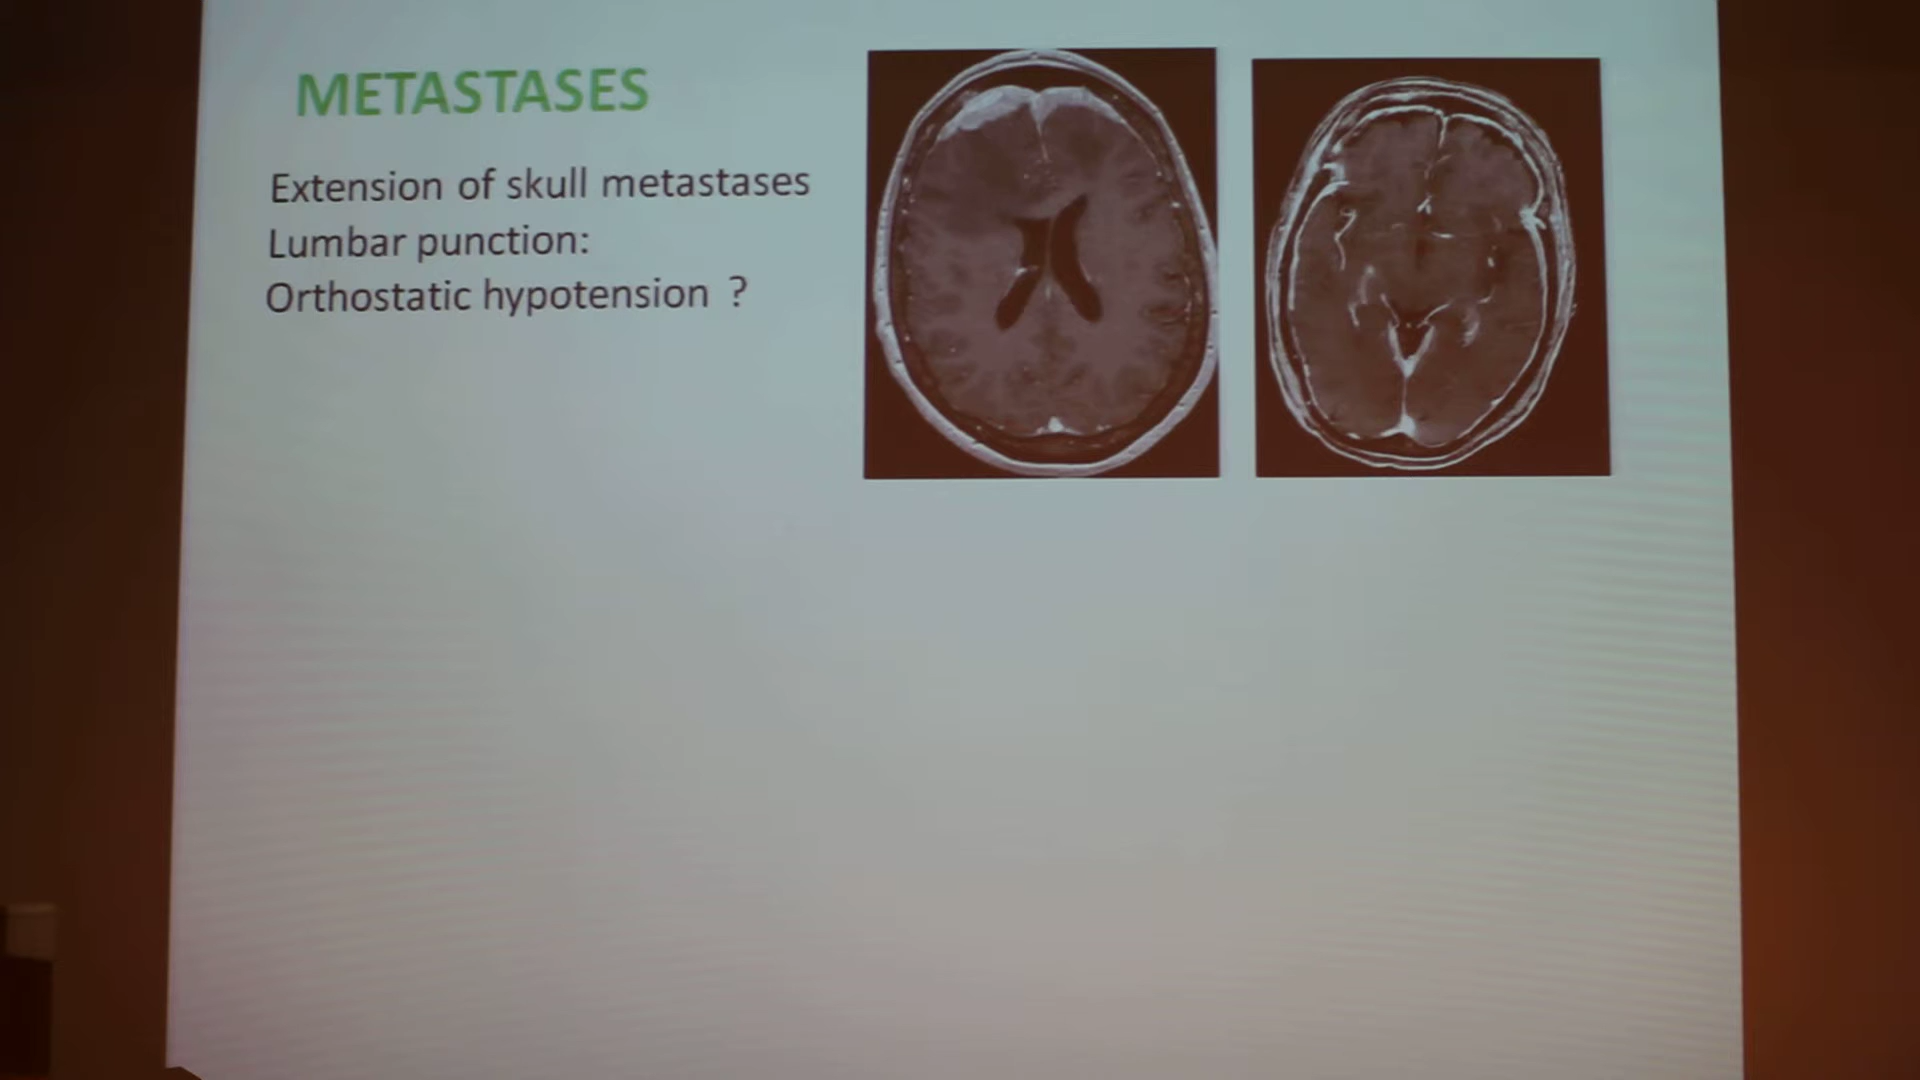 METASTASES
Extension of skull metastases
Lumbar punction:
Orthostatic hypotension ?